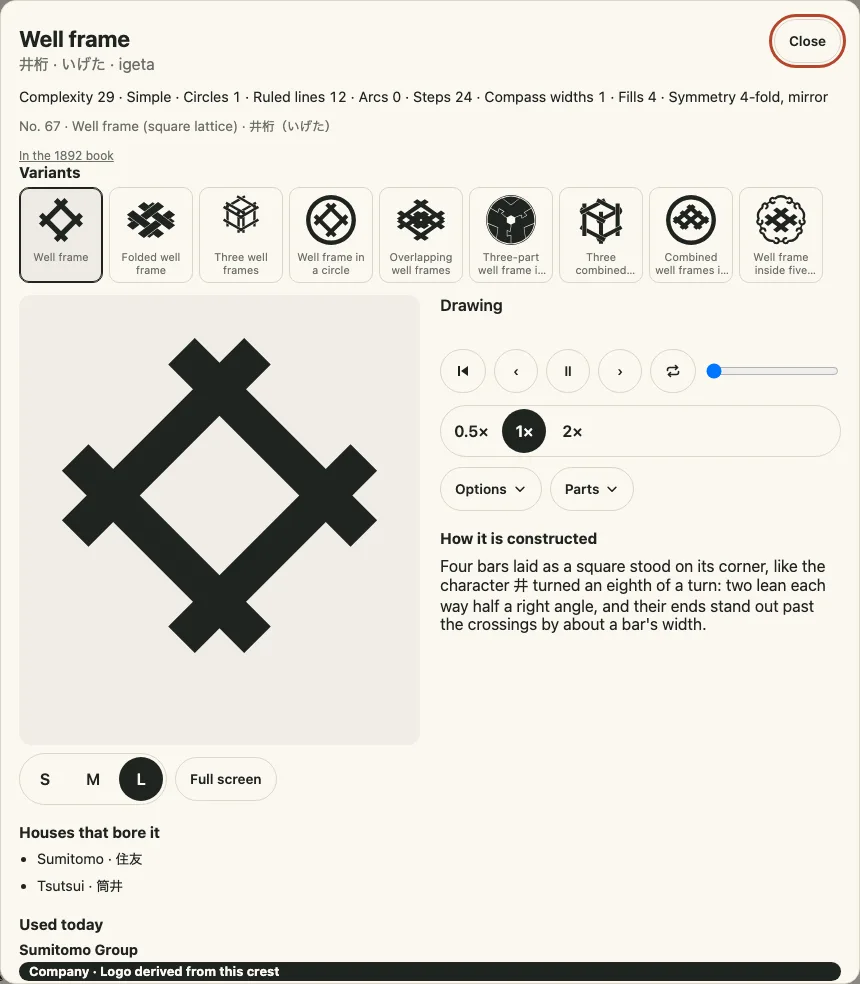 Well frame
Close
井桁 · いげた · igeta
Complexity 29 · Simple · Circles 1 · Ruled lines 12 · Arcs 0 · Steps 24 · Compass widths 1 · Fills 4 · Symmetry 4-fold, mirror
No. 67 · Well frame (square lattice) · 井桁（いげた）
In the 1892 book
Variants
Well frame
Folded well
frame
Three well
frames
Well frame in
a circle
Overlapping
well frames
Three-part
well frame i...
Three
combined...
Combined
well frames i...
Well frame
inside five...
Drawing
0.5×
1×
2×
Options
Parts
How it is constructed
Four bars laid as a square stood on its corner, like the
character 井 turned an eighth of a turn: two lean each
way half a right angle, and their ends stand out past
the crossings by about a bar's width.
S
M
L
Full screen
Houses that bore it
• Sumitomo · 住友
• Tsutsui · 筒井
Used today
Sumitomo Group
Company · Logo derived from this crest